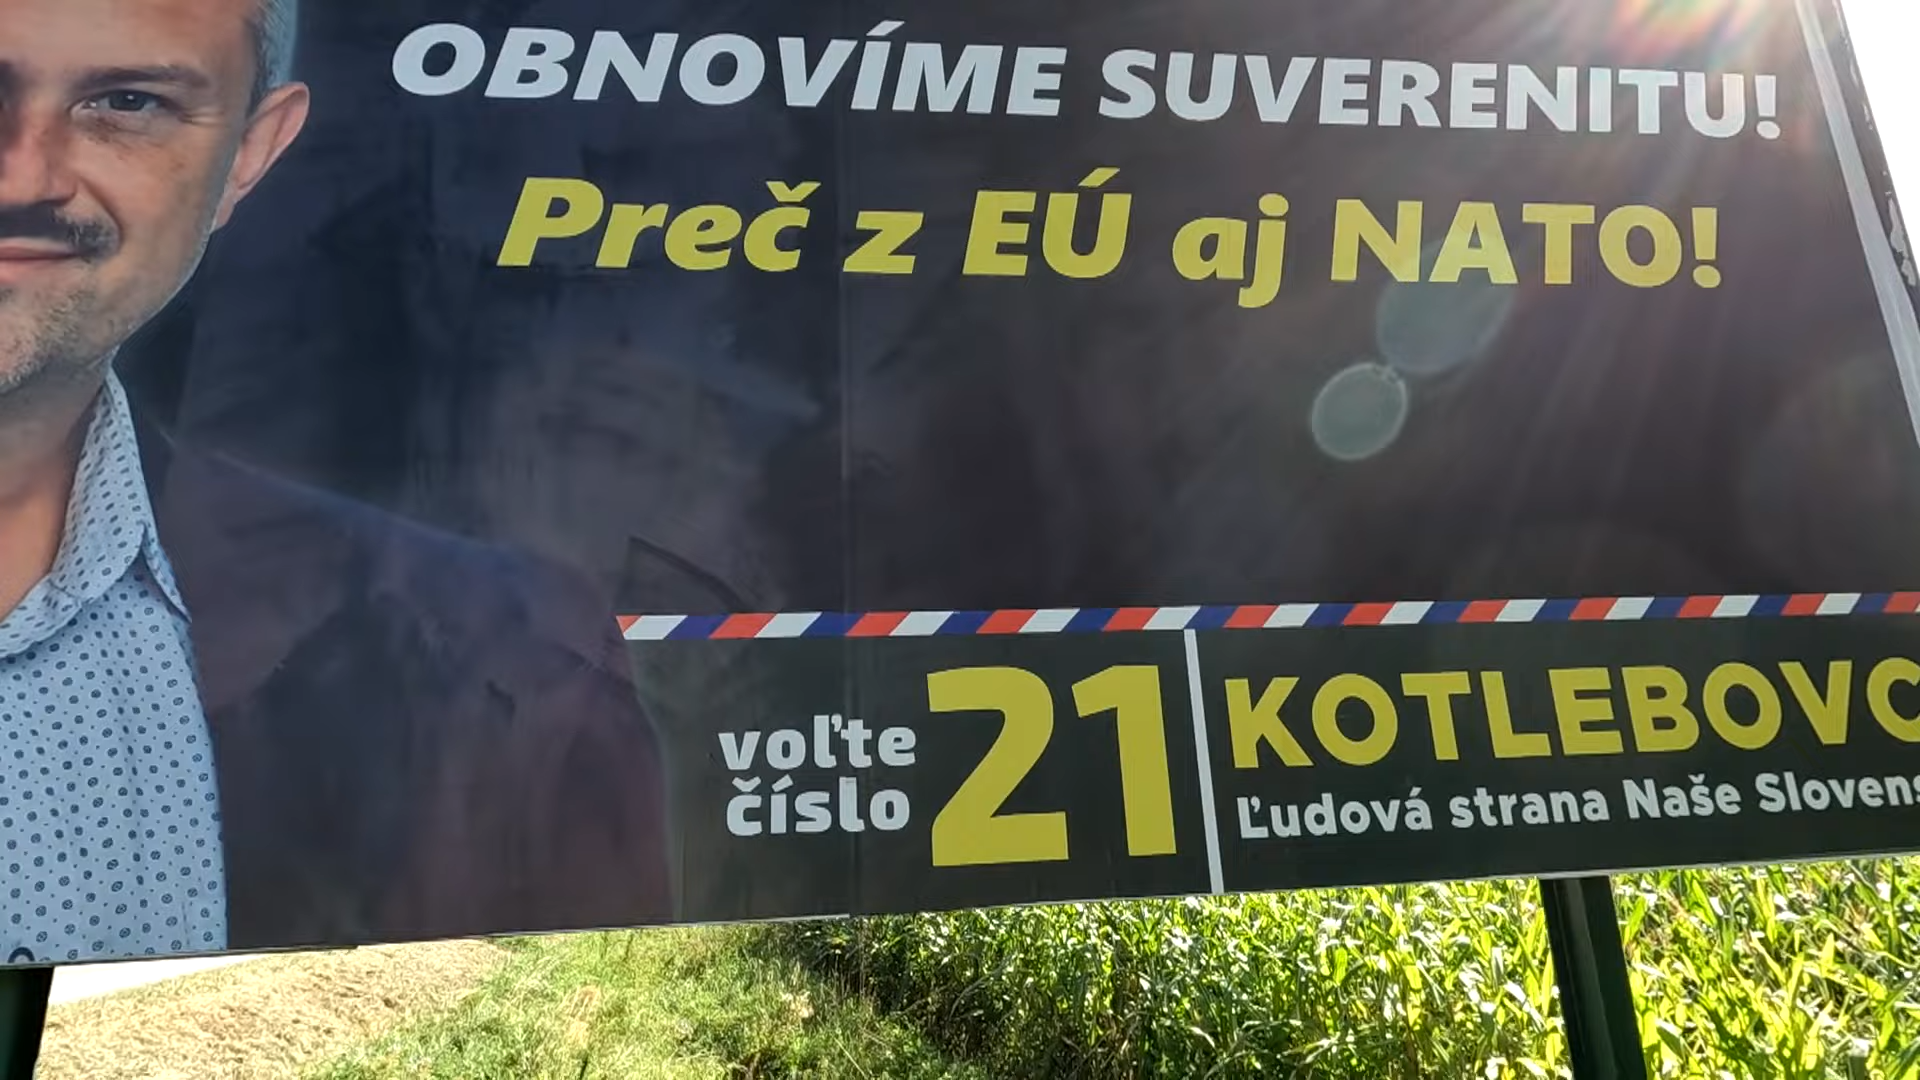 OBNOVÍME SUVERENITU!
Preč z EÚ aj NATO!
voľte
číslo
21
KOTLEBOVC
Ľudová strana Naše Slovens